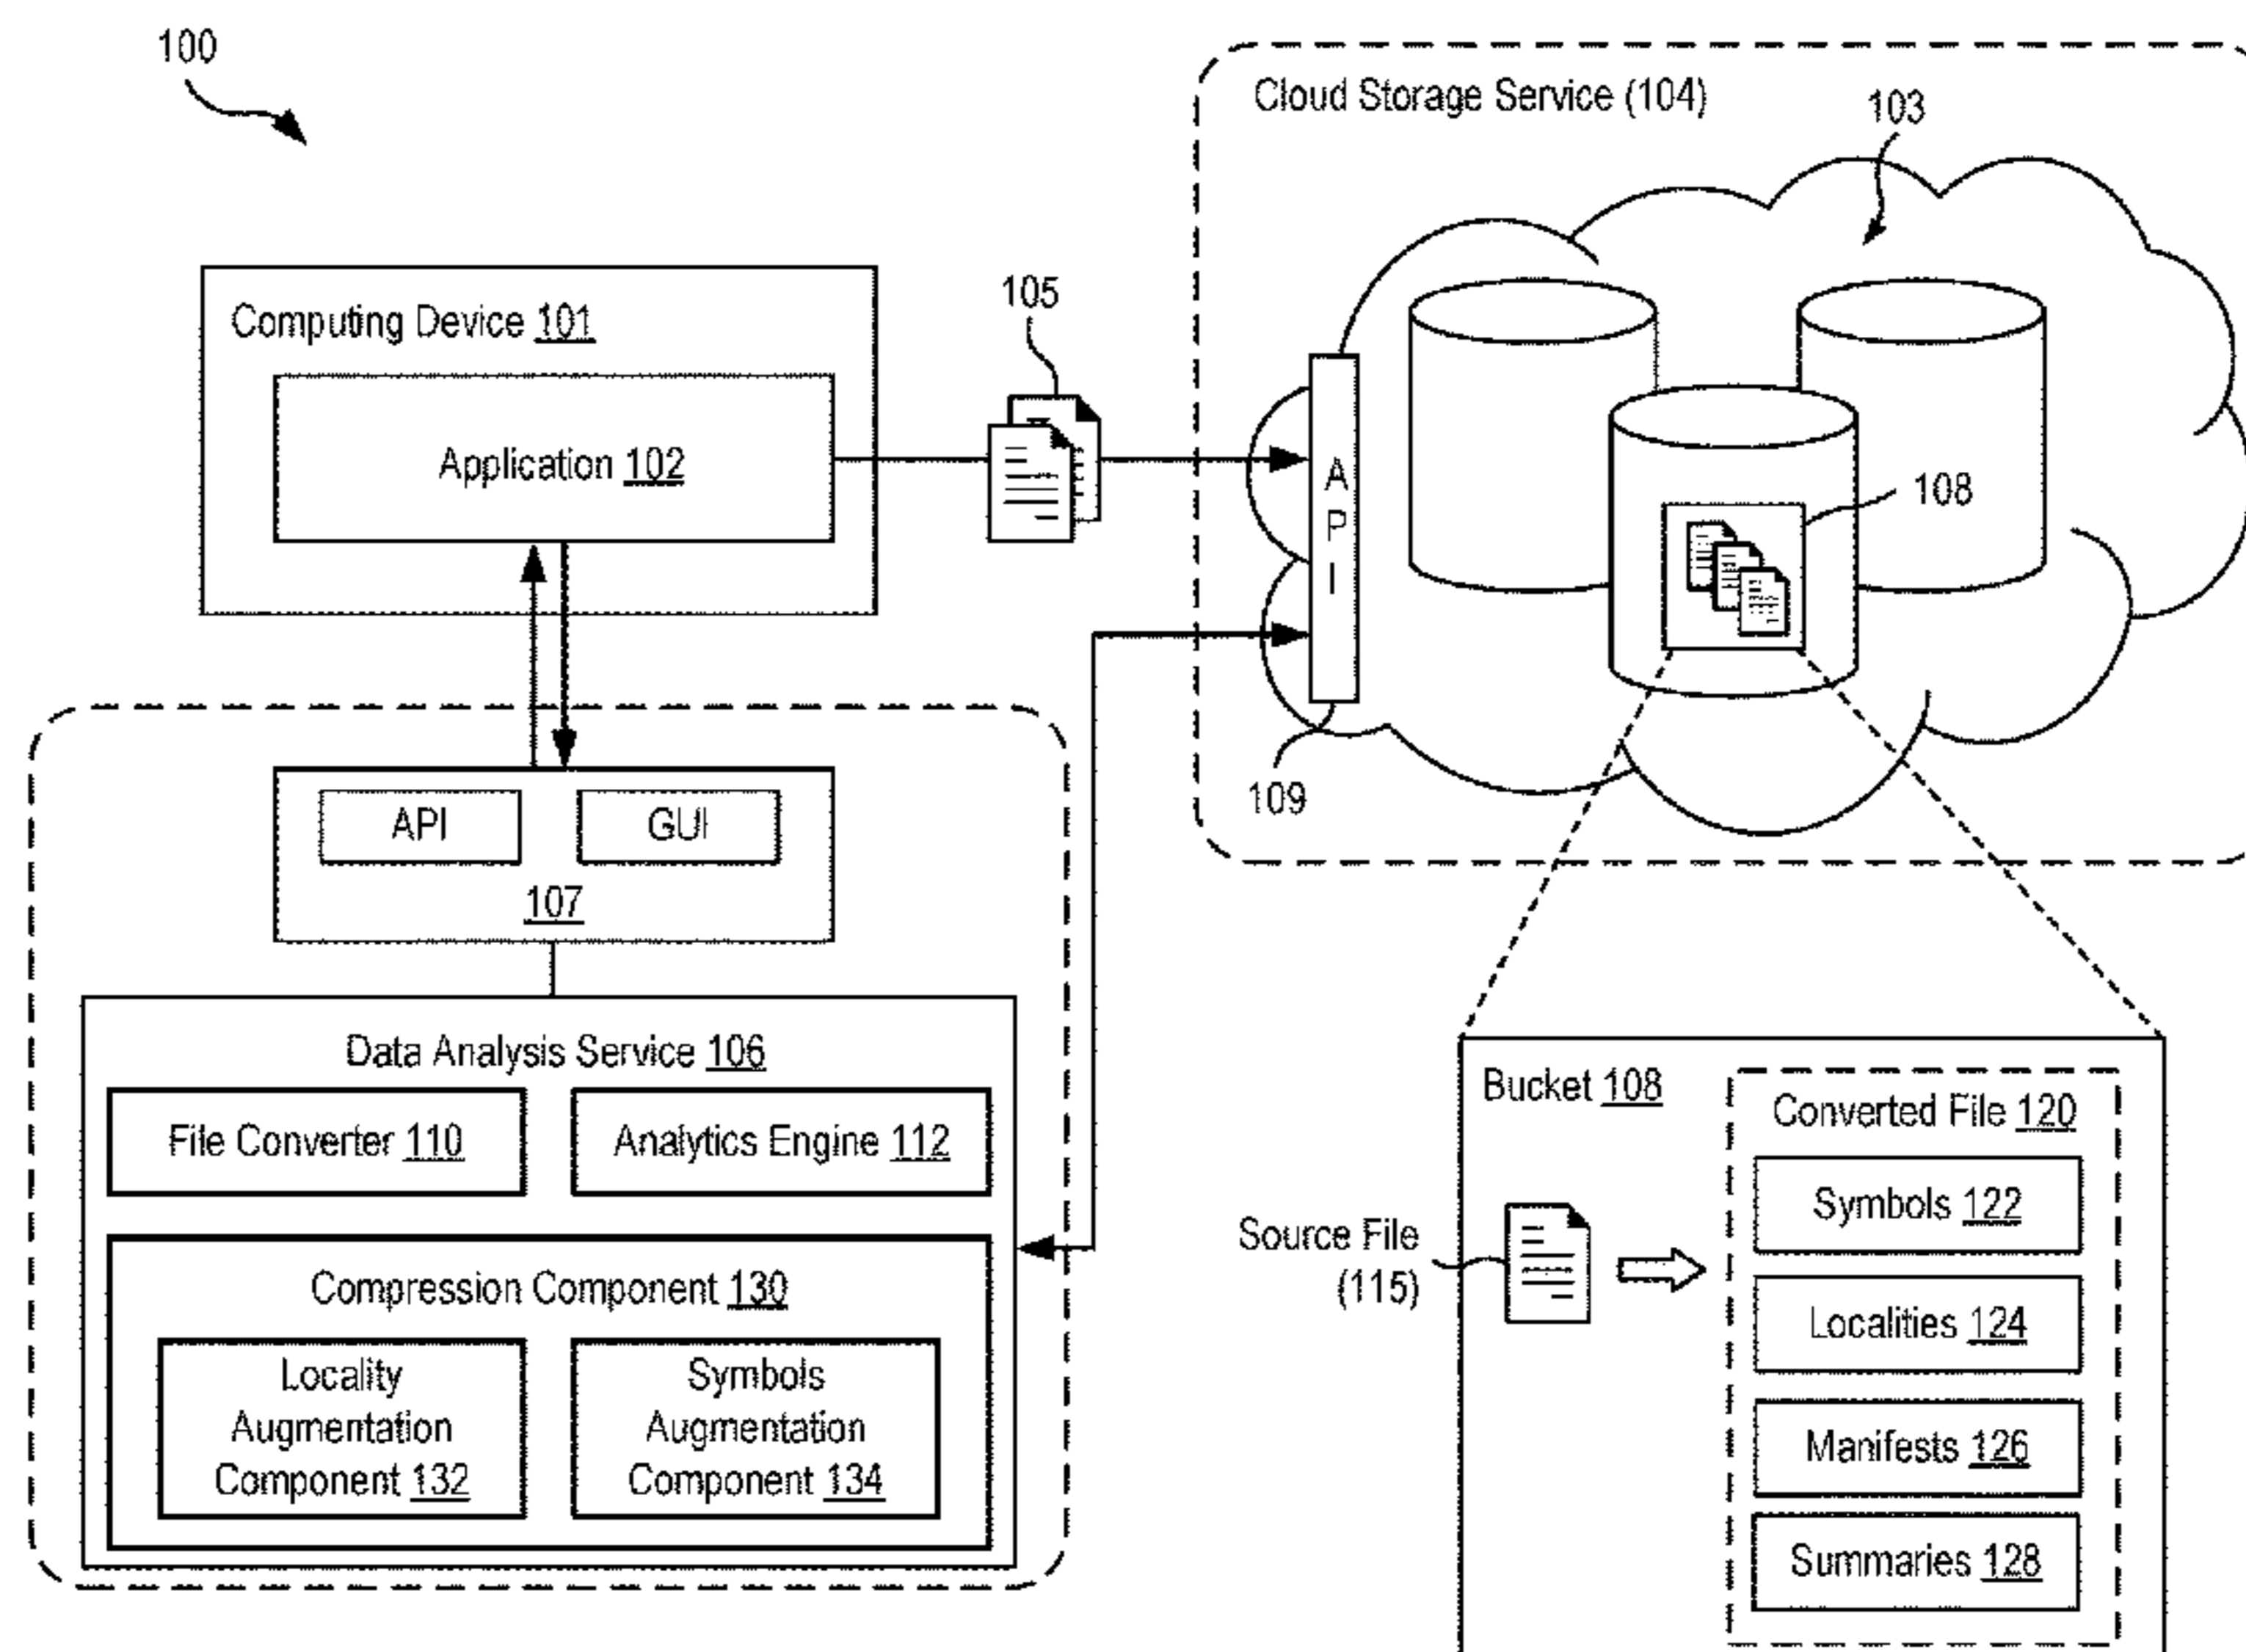 100
Cloud Storage Service (104)
103
Computing Device 101
105
Application 102
A
P
I
108
109
API
GUI
107
Data Analysis Service 106
File Converter 110
Analytics Engine 112
Compression Component 130
Locality
Augmentation
Component 132
Symbols
Augmentation
Component 134
Bucket 108
Converted File 120
Source File
(115)
Symbols 122
Localities 124
Manifests 126
Summaries 128